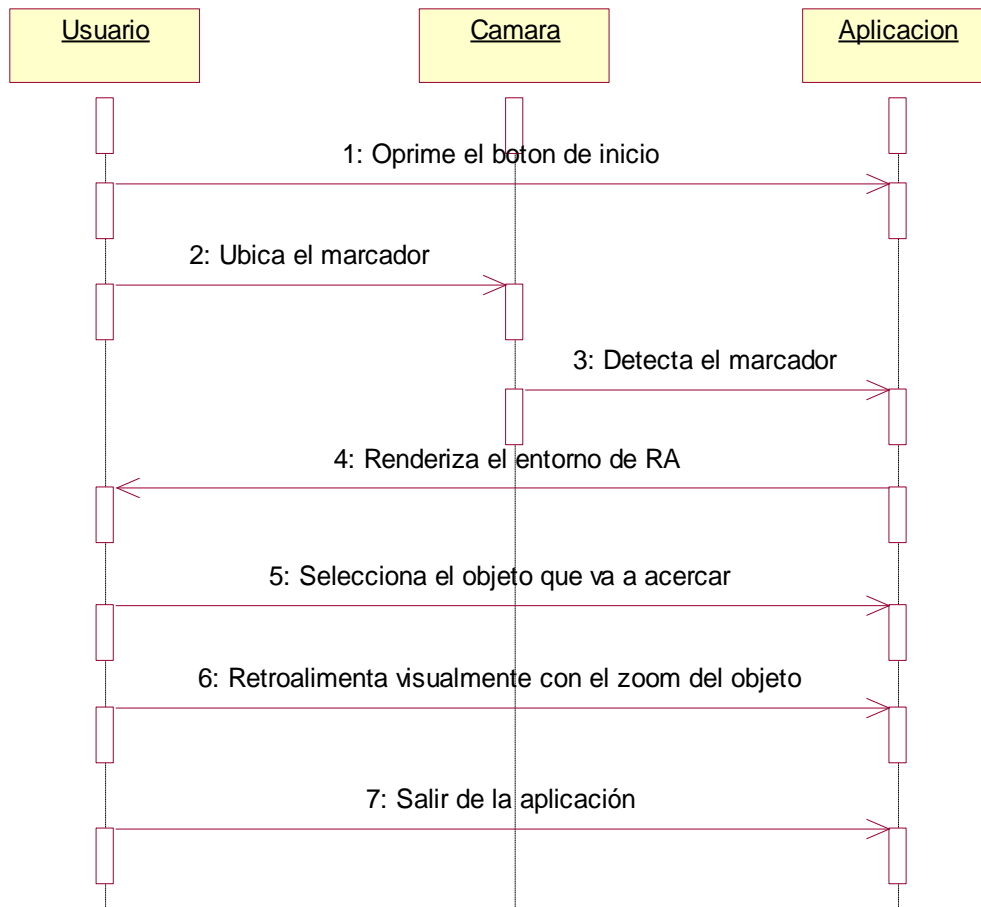 Usuario
Camara
Aplicacion
1: Oprime el boton de inicio
2: Ubica el marcador
3: Detecta el marcador
4: Renderiza el entorno de RA
5: Selecciona el objeto que va a acercar
6: Retroalimenta visualmente con el zoom del objeto
7: Salir de la aplicación